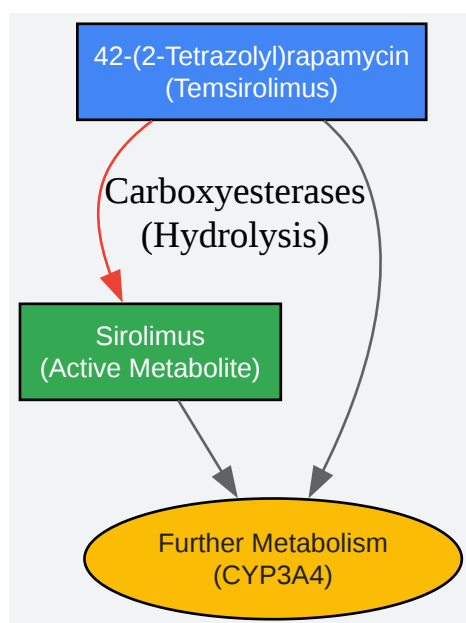 42-(2-Tetrazolyl)rapamycin
(Temsirolimus)
Carboxyesterases
(Hydrolysis)
Sirolimus
(Active Metabolite)
Further Metabolism
(CYP3A4)